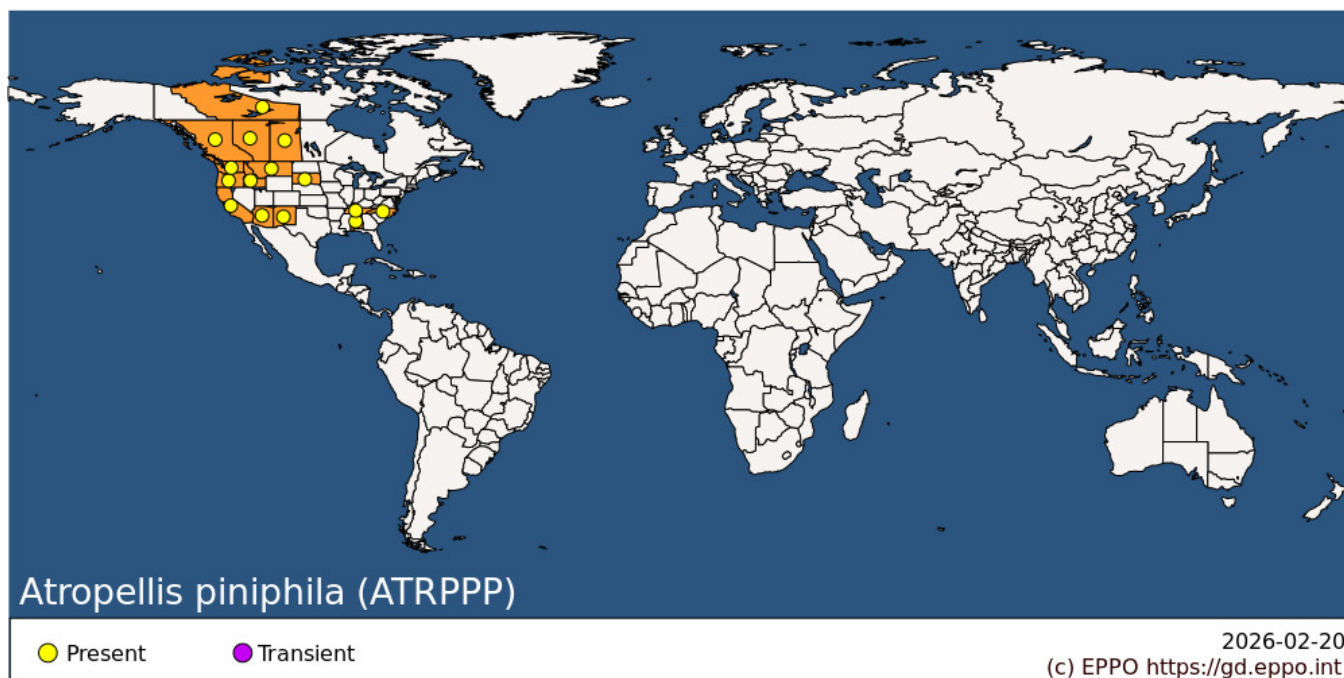 Atropellis piniphila (ATRPPP)
Present
Transient
2026-02-20
(c) EPPO https://gd.eppo.int